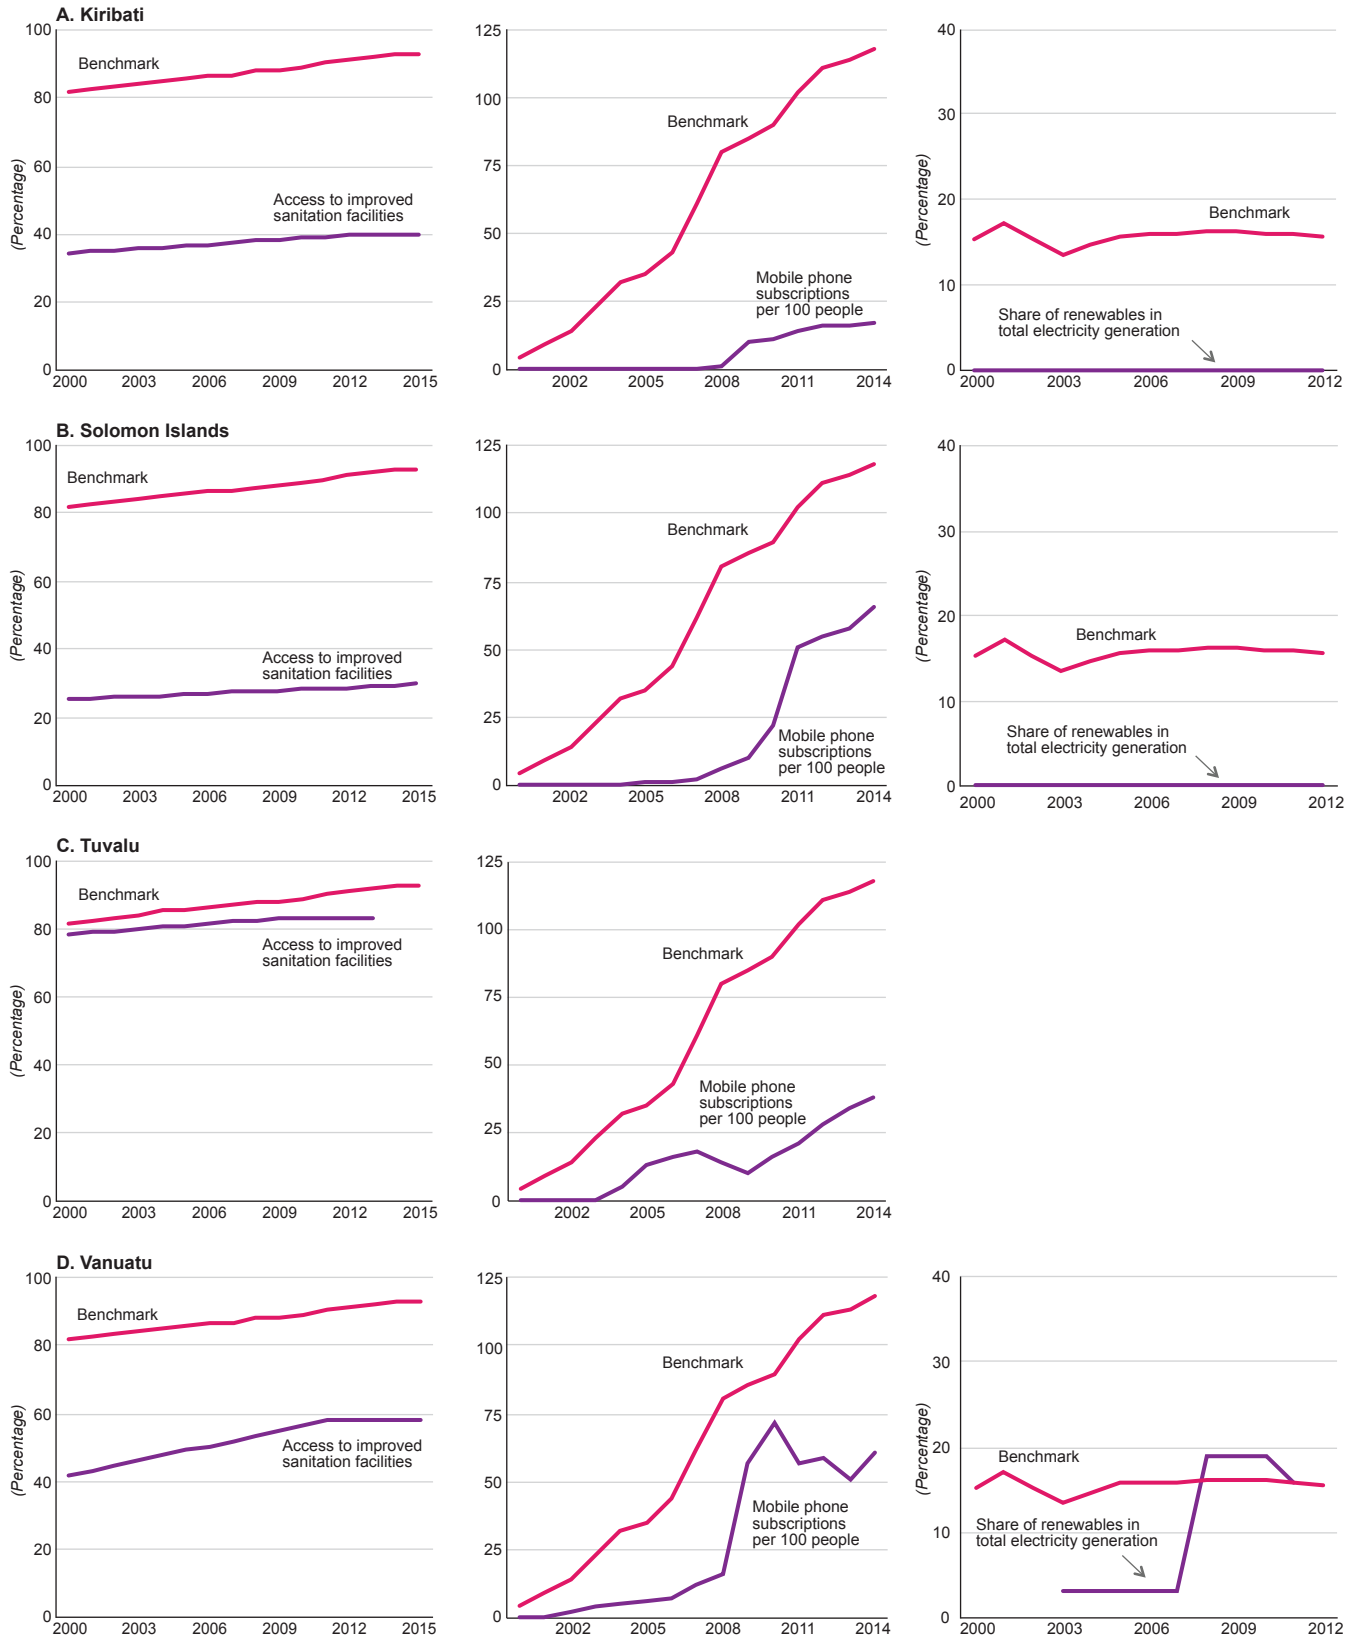 A. Kiribati
100
80
60
40
20
0
(Percentage)
Benchmark
Access to improved
sanitation facilities
2000 2003 2006 2009 2012 2015
125
100
75
50
25
0
Benchmark
Mobile phone
subscriptions
per 100 people
2002 2005 2008 2011 2014
40
30
20
10
0
(Percentage)
Benchmark
Share of renewables in
total electricity generation
2000 2003 2006 2009 2012
B. Solomon Islands
100
80
60
40
20
0
(Percentage)
Benchmark
Access to improved
sanitation facilities
2000 2003 2006 2009 2012 2015
125
100
75
50
25
0
Benchmark
Mobile phone
subscriptions
per 100 people
2002 2005 2008 2011 2014
40
30
20
10
0
(Percentage)
Benchmark
Share of renewables in
total electricity generation
2000 2003 2006 2009 2012
C. Tuvalu
100
80
60
40
20
0
(Percentage)
Benchmark
Access to improved
sanitation facilities
2000 2003 2006 2009 2012 2015
125
100
75
50
25
0
Benchmark
Mobile phone
subscriptions
per 100 people
2002 2005 2008 2011 2014
D. Vanuatu
100
80
60
40
20
0
(Percentage)
Benchmark
Access to improved
sanitation facilities
2000 2003 2006 2009 2012 2015
125
100
75
50
25
0
Benchmark
Mobile phone
subscriptions
per 100 people
2002 2005 2008 2011 2014
40
30
20
10
0
(Percentage)
Benchmark
Share of renewables in
total electricity generation
2000 2003 2006 2009 2012